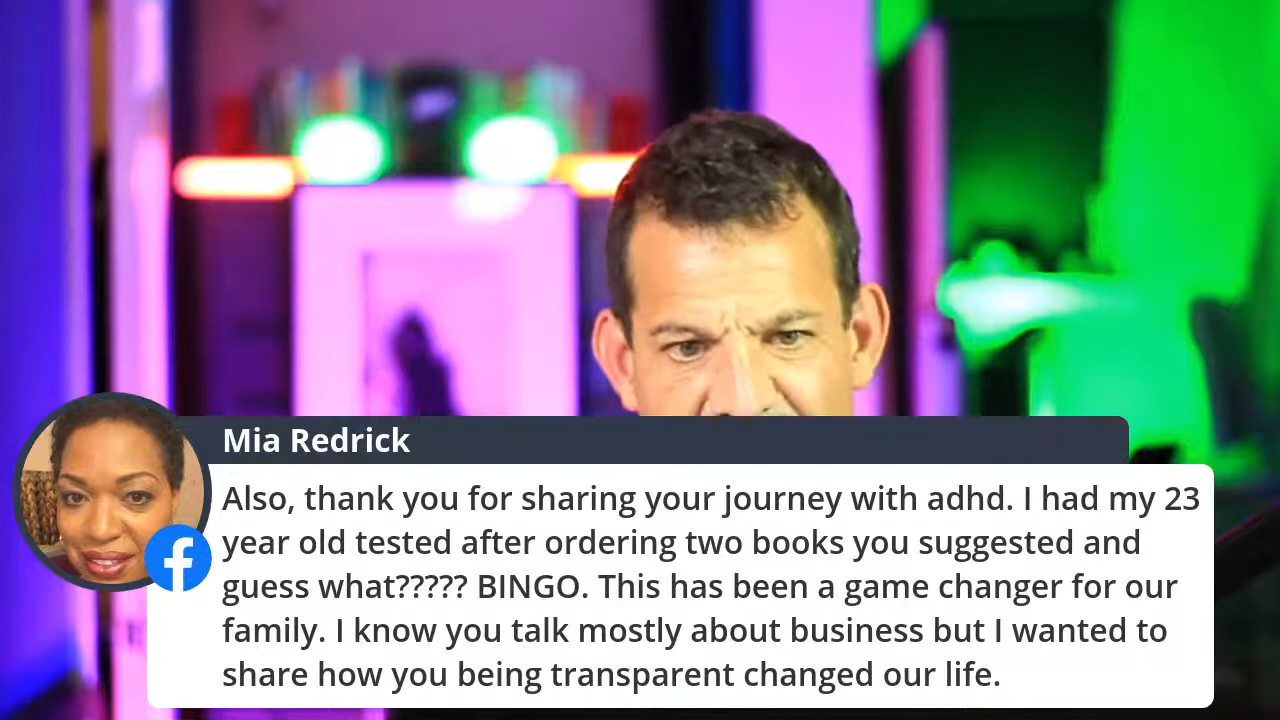 Mia Redrick
Also, thank you for sharing your journey with adhd. I had my 23
year old tested after ordering two books you suggested and
guess what????? BINGO. This has been a game changer for our
family. I know you talk mostly about business but I wanted to
share how you being transparent changed our life.